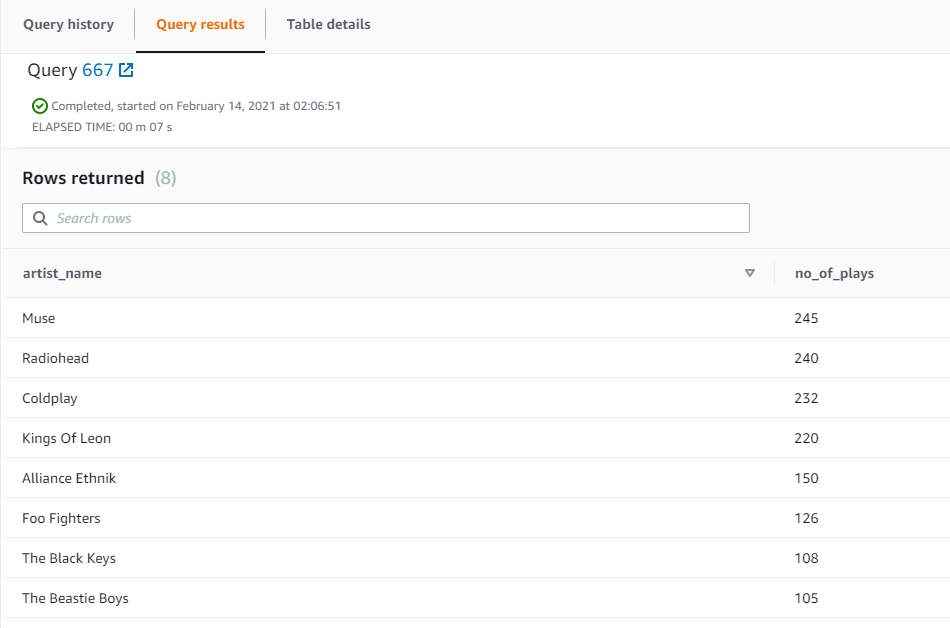 Query history Query results Table details
Query 667
Completed, started on February 14, 2021 at 02:06:51
ELAPSED TIME: 00 m 07 s
Rows returned (8)
Search rows
artist_name no_of_plays
Muse 245
Radiohead 240
Coldplay 232
Kings Of Leon 220
Alliance Ethnik 150
Foo Fighters 126
The Black Keys 108
The Beastie Boys 105